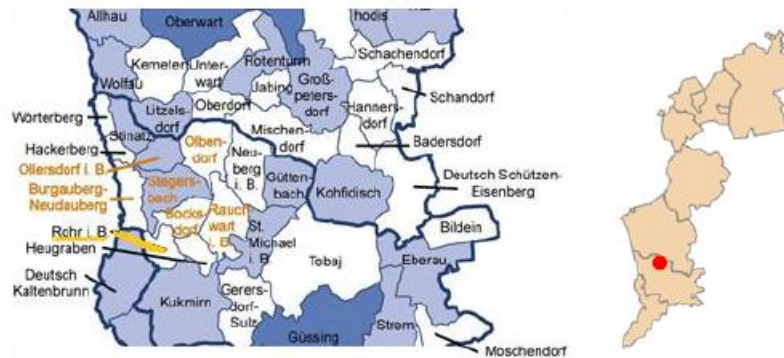 Allhau
Oberwart
hodis
Kemeten
Unter-
wart
Rotenturm
Schachendorf
Wolfau
Jabing
Groß-
petersdorf
Schandorf
Litzels-
dorf
Oberdorf
Hanners-
dorf
Wörterberg
Stinatz
Mischen-
dorf
Badersdorf
Hackerberg
Olben-
dorf
Neu-
berg
i. B.
Ollersdorf i. B.
Güttenbach
Kohfidisch
Deutsch Schützen-
Eisenberg
Burgauberg-
Neudauberg
Stegers-
bach
Bocks-
dorf
Rauch
wart
i. B.
St.
Michael
i. B
Bildein
Rohr i. B
Heugraben
Tobaj
Eberau
Deutsch
Kaltenbrunn
Kukmirn
Gerers-
dorf-
Sulz
Güssing
Strem
Moschendorf